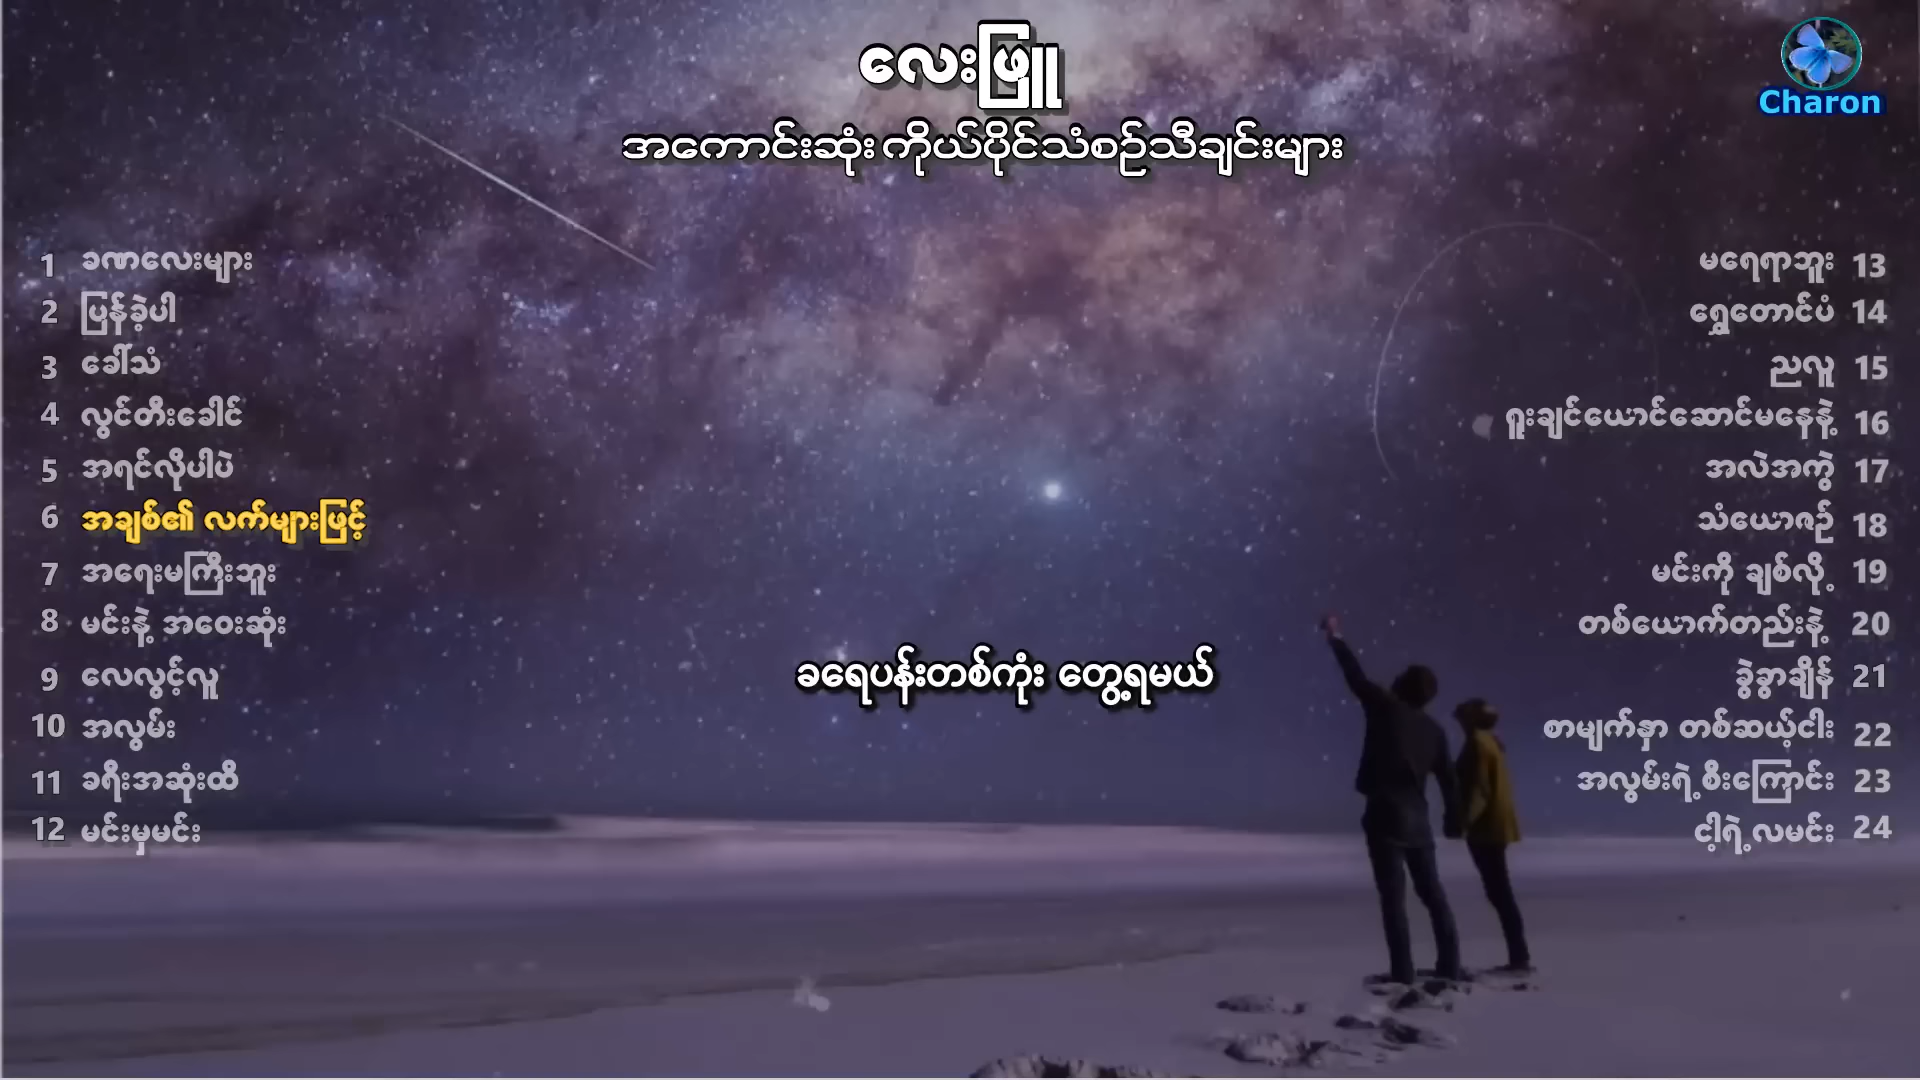 လေးဖြူ
Charon
အကောင်းဆုံး ကိုယ်ပိုင်သံစဉ်သီချင်းများ
1 ခဏလေးများ
2 ပြန်ခဲ့ပါ
3 ခေါ်သံ
4 လွင်တီးခေါင်
5 အရင်လိုပါပဲ
6 အချစ်၏ လက်များဖြင့်
7 အရေးမကြီးဘူး
8 မင်းနဲ့ အဝေးဆုံး
9 လေလွင့်လူ
10 အလွမ်း
11 ခရီးအဆုံးထိ
12 မင်းမှမင်း
ခရေပန်းတစ်ကုံး တွေ့ရမယ်
မရေရာဘူး 13
ရွှေတောင်ပံ 14
ညလူ 15
ရူးချင်ယောင်ဆောင်မနေနဲ့ 16
အလဲအကွဲ 17
သံယောဇဉ် 18
မင်းကို ချစ်လို့ 19
တစ်ယောက်တည်းနဲ့ 20
ခွဲခွာချိန် 21
စာမျက်နှာ တစ်ဆယ့်ငါး 22
အလွမ်းရဲ့စီးကြောင်း 23
ငါ့ရဲ့လမင်း 24